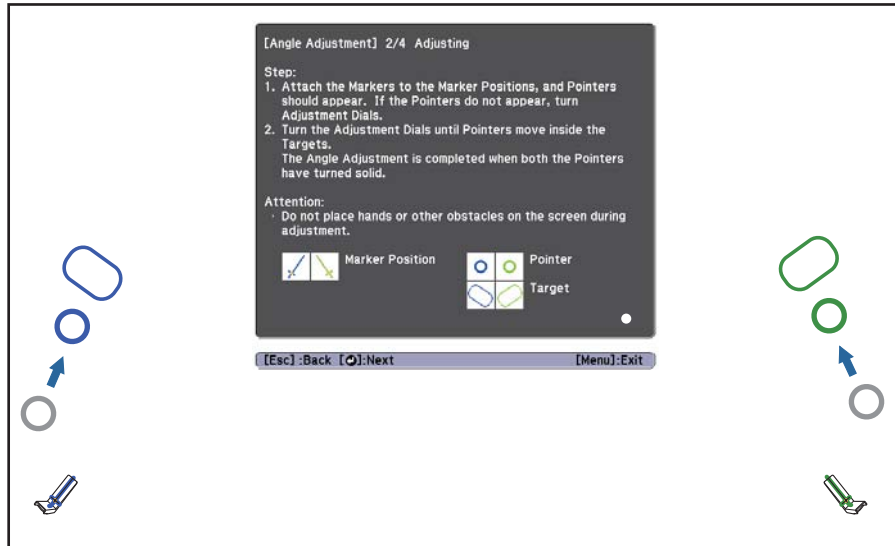 [Angle Adjustment] 2/4 Adjusting
Step:
1. Attach the Markers to the Marker Positions, and Pointers
should appear. If the Pointers do not appear, turn
Adjustment Dials.
2. Turn the Adjustment Dials until Pointers move inside the
Targets.
The Angle Adjustment is completed when both the Pointers
have turned solid.
Attention:
· Do not place hands or other obstacles on the screen during
adjustment.
Marker Position
Pointer
Target
[Esc] :Back [⏎]:Next [Menu]:Exit